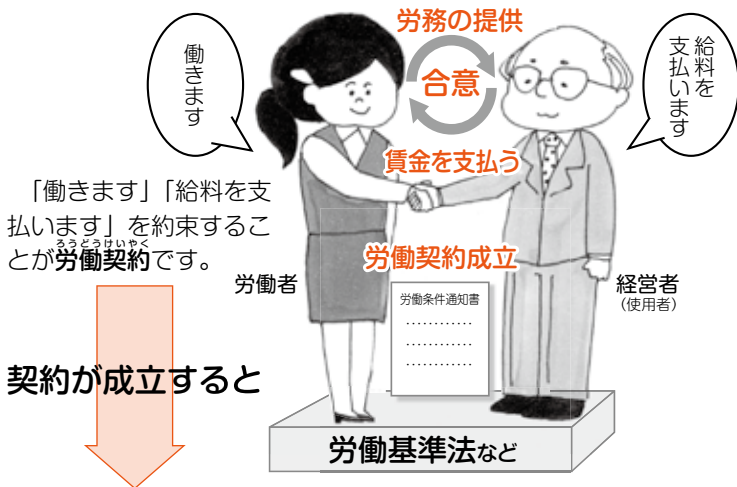 労務の提供
働きます
合意
給料を
支払います
賃金を支払う
「働きます」「給料を支
払います」を約束するこ
とが労働契約です。
ろうどうけいやく
労働契約成立
労働者
労働条件通知書
…………
…………
…………
経営者
（使用者）
契約が成立すると
労働基準法など